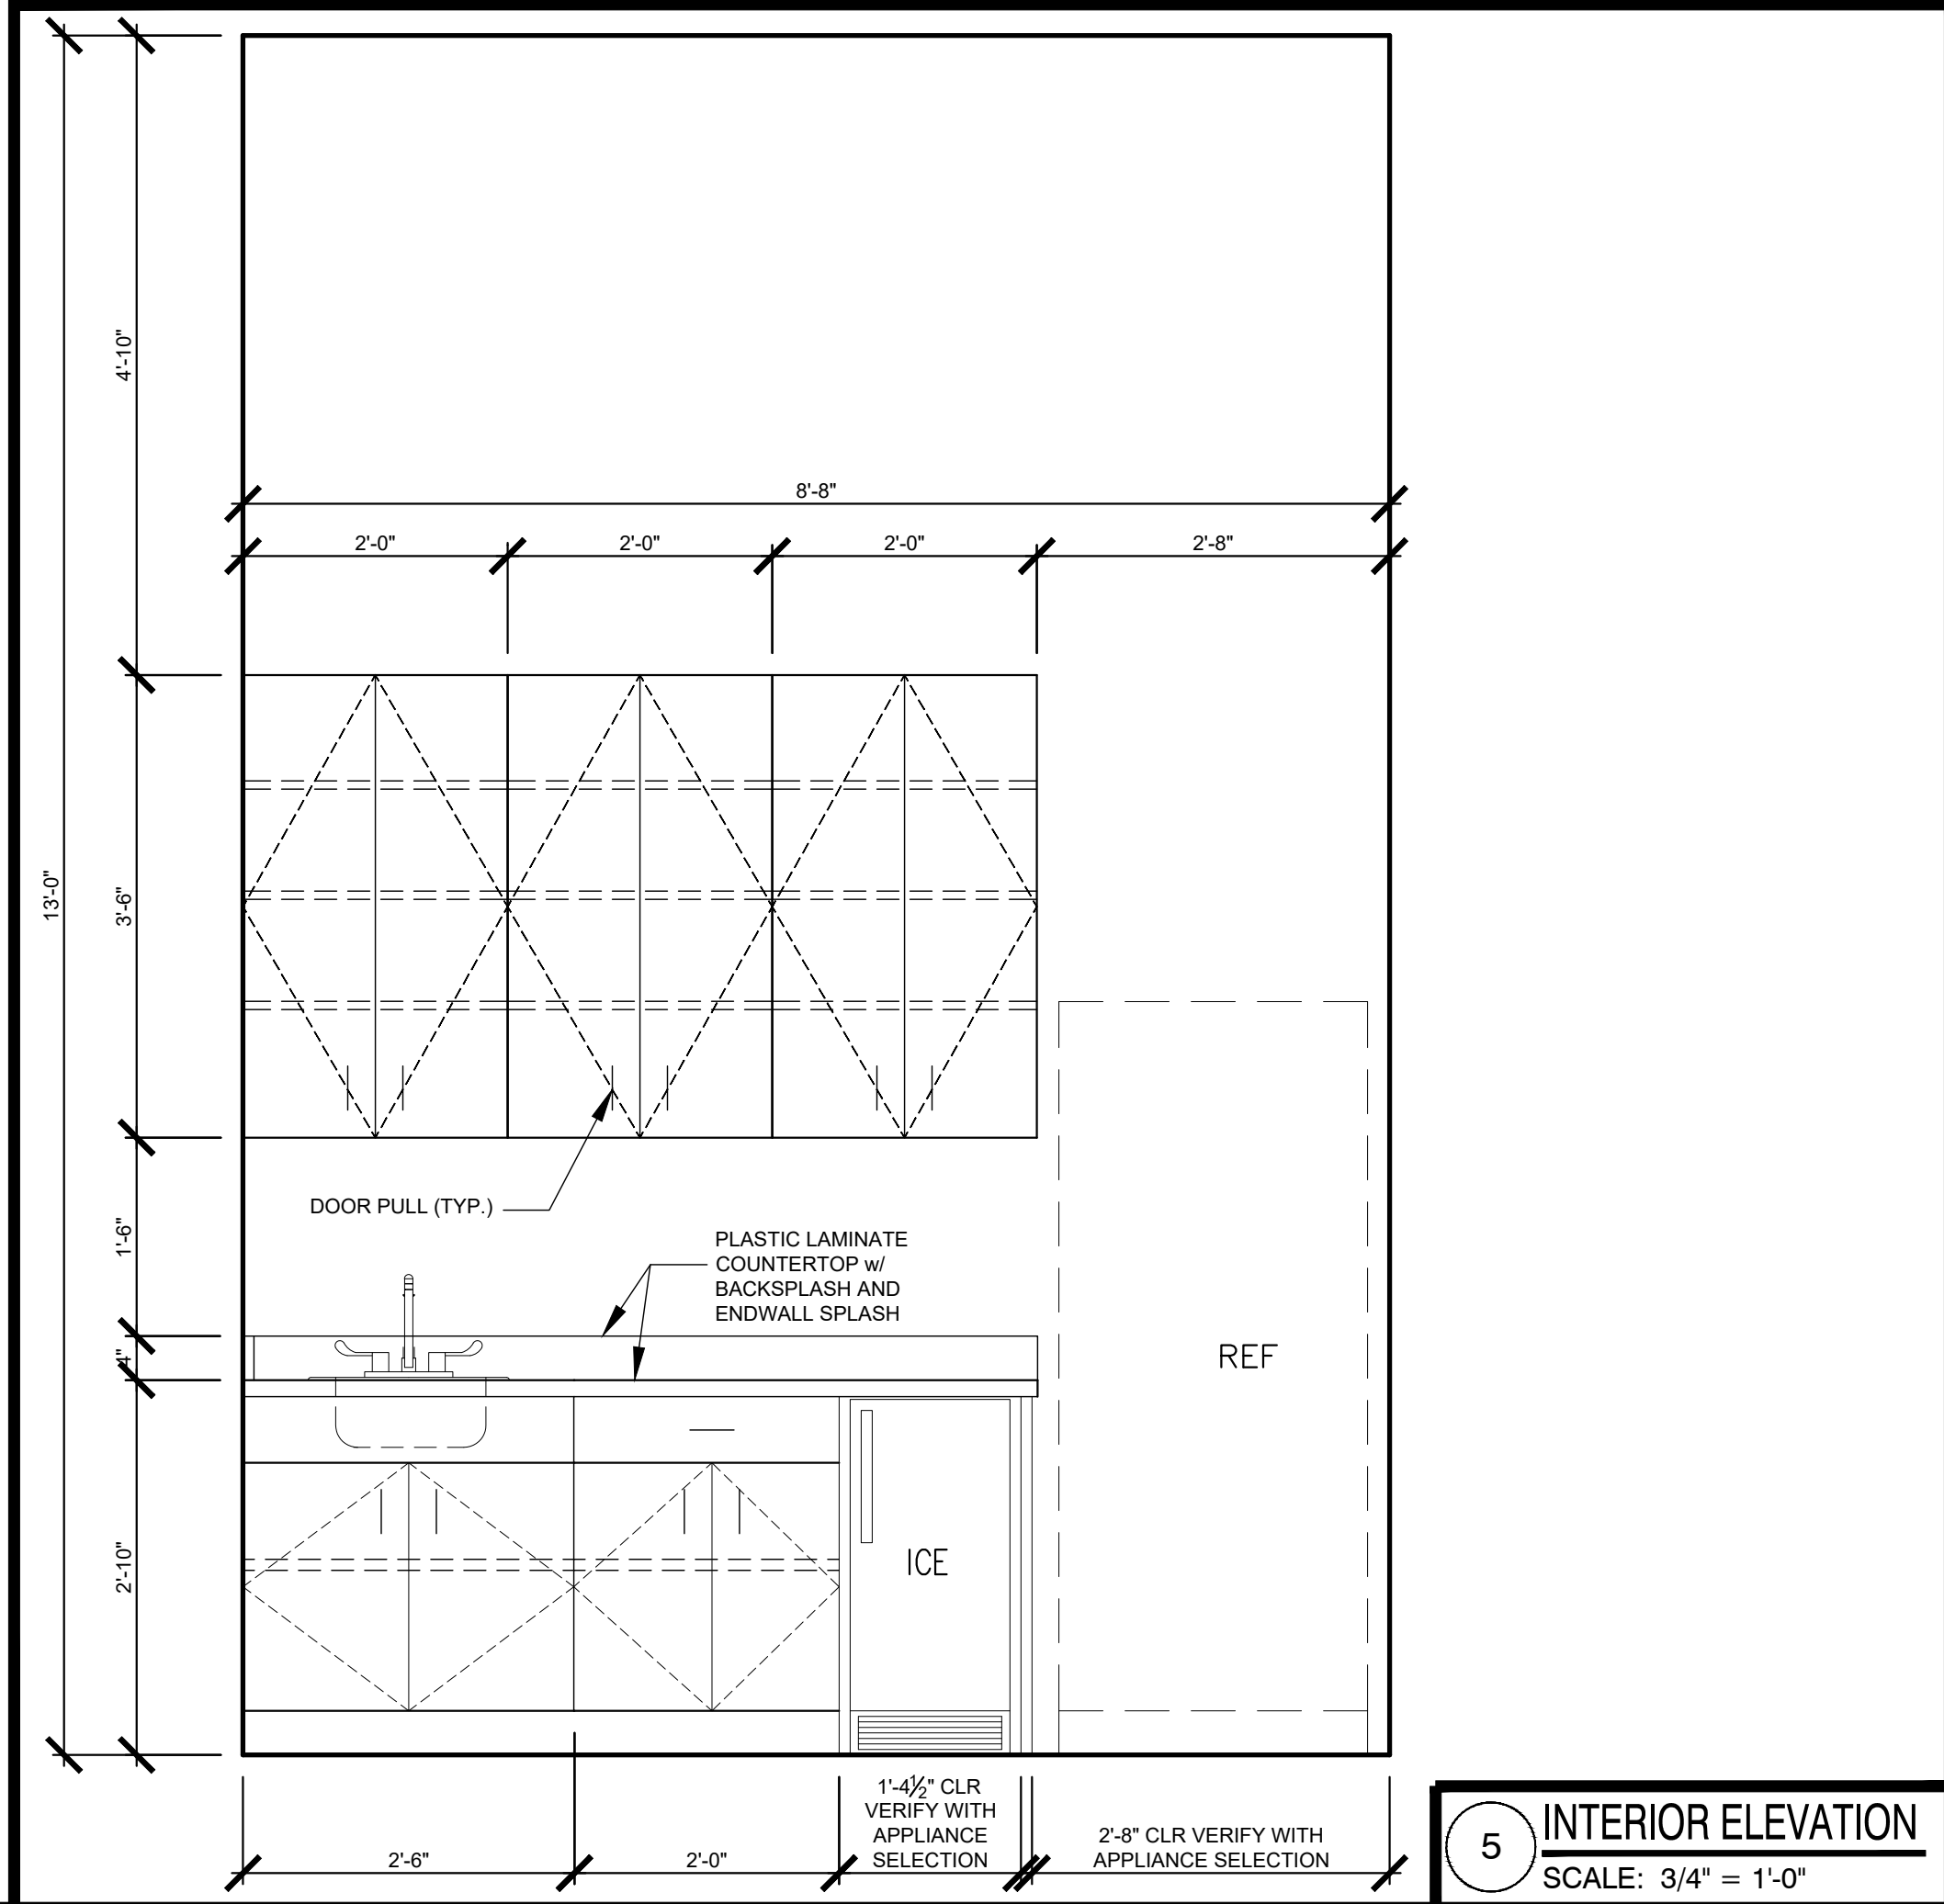 4'-10"
8'-8"
2'-0"
2'-0"
2'-0"
2'-8"
13'-0"
3'-6"
DOOR PULL (TYP.)
1'-6"
PLASTIC LAMINATE
COUNTERTOP w/
BACKSPLASH AND
ENDWALL SPLASH
4"
REF
2'-10"
ICE
2'-6"
2'-0"
1'-4½" CLR
VERIFY WITH
APPLIANCE
SELECTION
2'-8" CLR VERIFY WITH
APPLIANCE SELECTION
5
INTERIOR ELEVATION
SCALE: 3/4" = 1'-0"